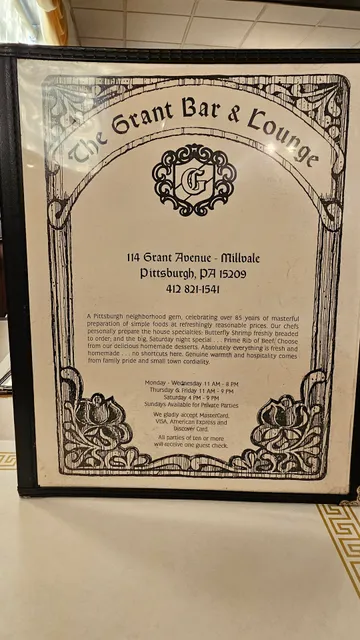 The Grant Bar & Lounge
G
114 Grant Avenue - Millvale
Pittsburgh, PA 15209
412 821-1541
A Pittsburgh neighborhood gem, celebrating over 85 years of masterful
preparation of simple foods at refreshingly reasonable prices. Our chefs
personally prepare the house specialties: Butterfly Shrimp freshly breaded
to order; and the big, Saturday night special . . . Prime Rib of Beef! Choose
from our delicious homemade desserts. Absolutely everything is fresh and
homemade . . . no shortcuts here. Genuine warmth and hospitality comes
from family pride and small town cordiality.
Monday - Wednesday 11 AM - 8 PM
Thursday & Friday 11 AM - 9 PM
Saturday 4 PM - 9 PM
Sundays Available for Private Parties
We gladly accept MasterCard,
VISA, American Express and
Discover Card.
All parties of ten or more
will receive one guest check.